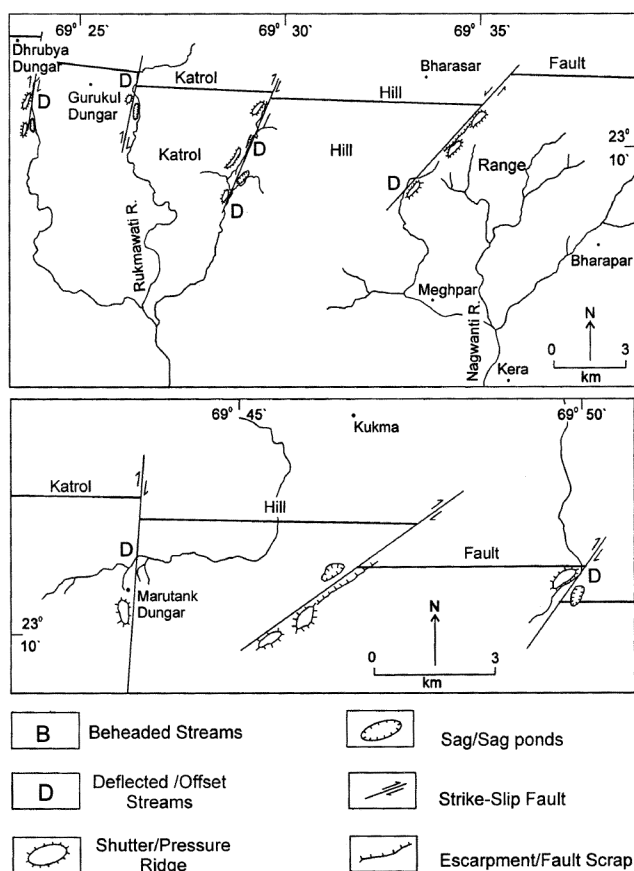 69° 25'
69° 30'
69° 35'
Dhrubya
Dungar
D
D
Gurukul
Dungar
Katrol
Bharasar
Fault
Hill
D
Katrol
Hill
Range
23°
10'
D
D
Rukmawati R.
Bharapar
Meghpar
Nagwanti R.
N
0 3
km
Kera
69° 45'
Kukma
69° 50'
Katrol
Hill
D
Fault
D
Marutank
Dungar
23°
10'
N
0 3
km
B Beheaded Streams
Sag/Sag ponds
D Deflected /Offset
Streams
Strike-Slip Fault
Shutter/Pressure
Ridge
Escarpment/Fault Scrap